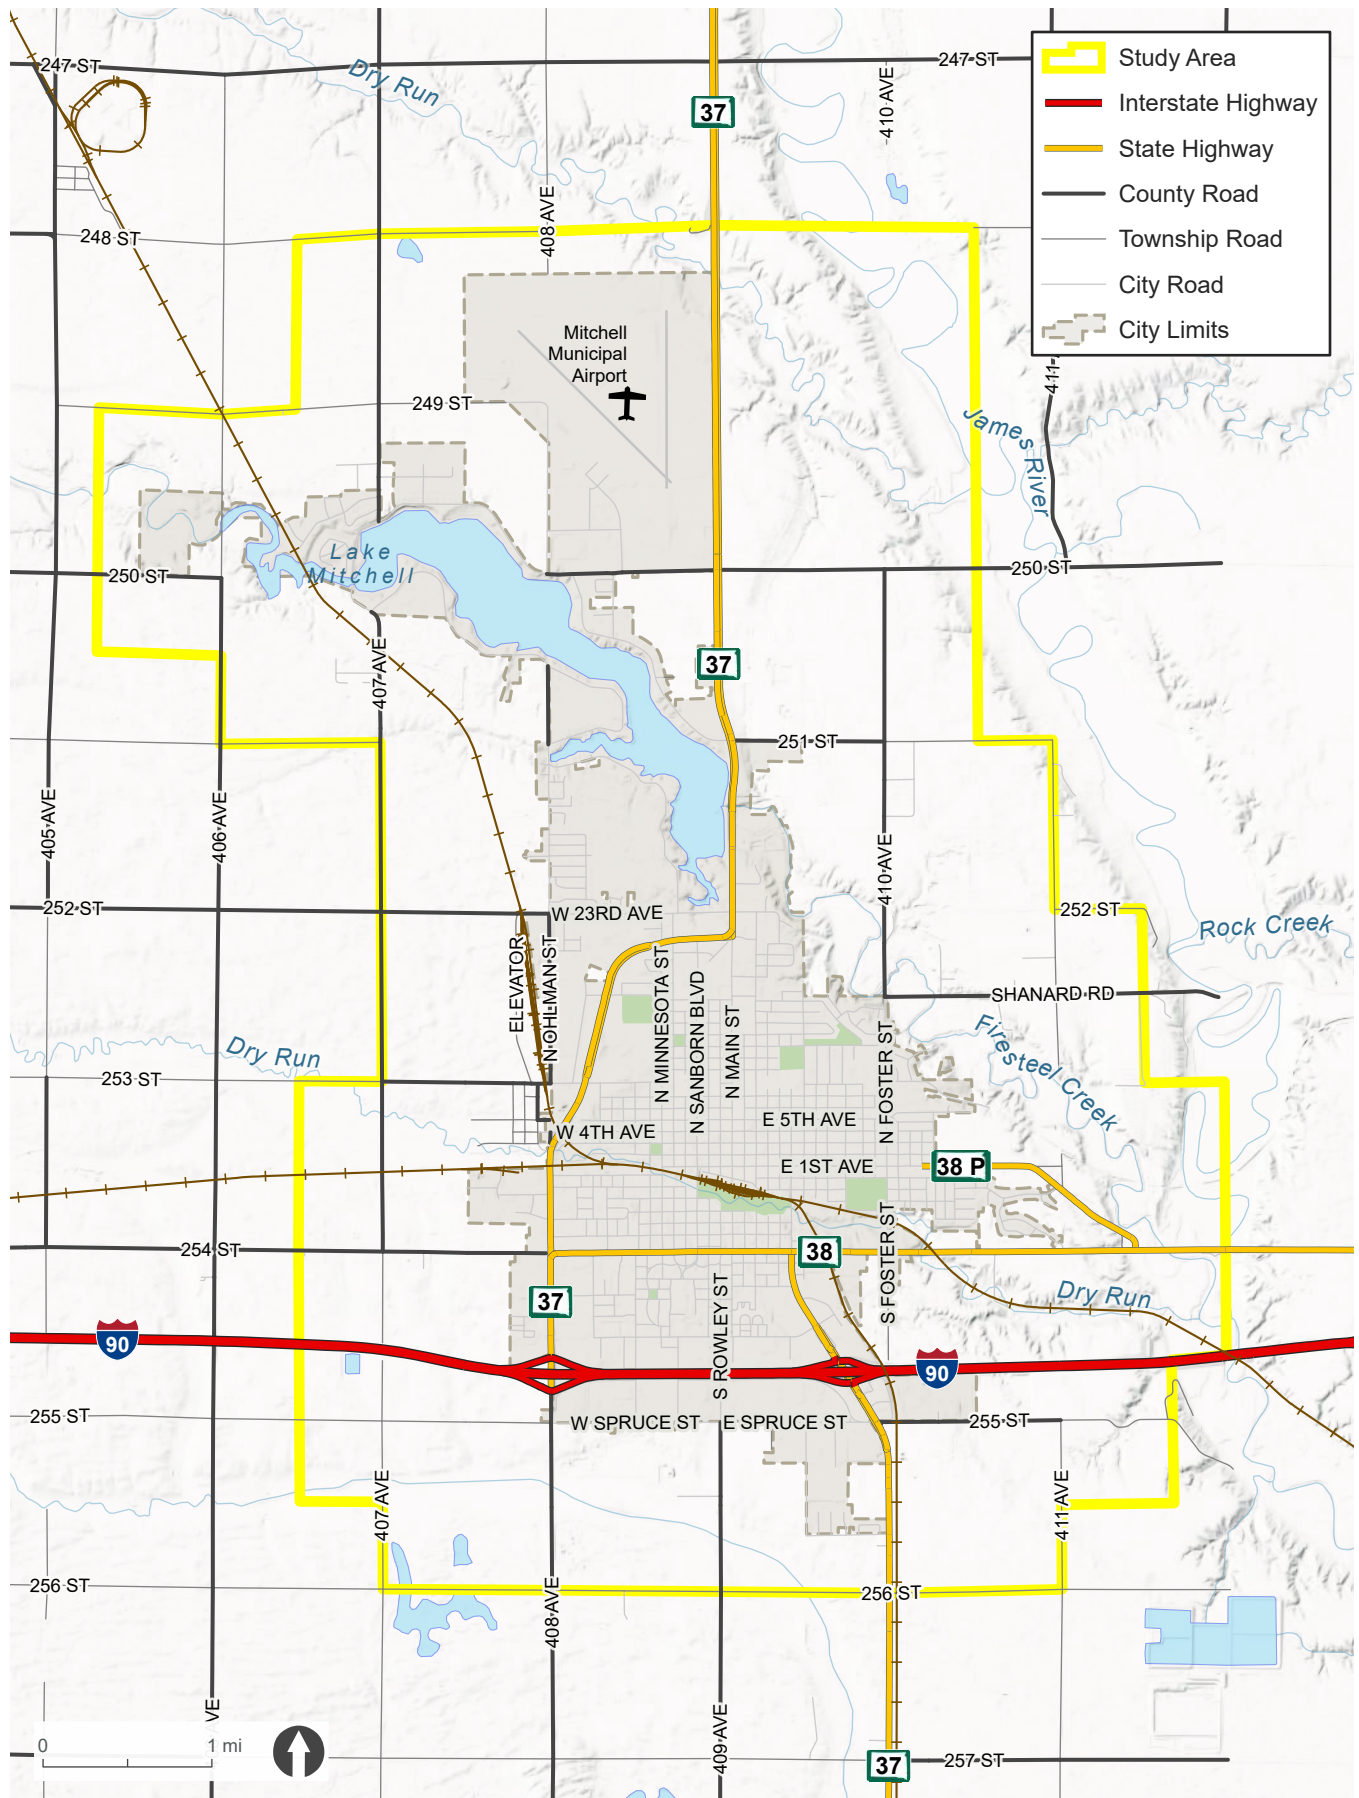 247 ST
Dry Run
37
410 AVE
247 ST
Study Area
Interstate Highway
State Highway
County Road
Township Road
City Road
City Limits
248 ST
408 AVE
Mitchell
Municipal
Airport
249 ST
411
James River
Lake
Mitchell
250 ST
250 ST
407 AVE
37
251 ST
405 AVE
406 AVE
410 AVE
252 ST
W 23RD AVE
252 ST
Rock Creek
ELEVATOR
N OHLMAN ST
N MINNESOTA ST
N SANBORN BLVD
N MAIN ST
SHANARD RD
Firesteel Creek
Dry Run
253 ST
N FOSTER ST
E 5TH AVE
W 4TH AVE
E 1ST AVE
38 P
254 ST
38
S FOSTER ST
Dry Run
37
S ROWLEY ST
90
90
255 ST
W SPRUCE ST
E SPRUCE ST
255 ST
407 AVE
411 AVE
256 ST
256 ST
408 AVE
AVE
409 AVE
0
1 mi
37
257 ST